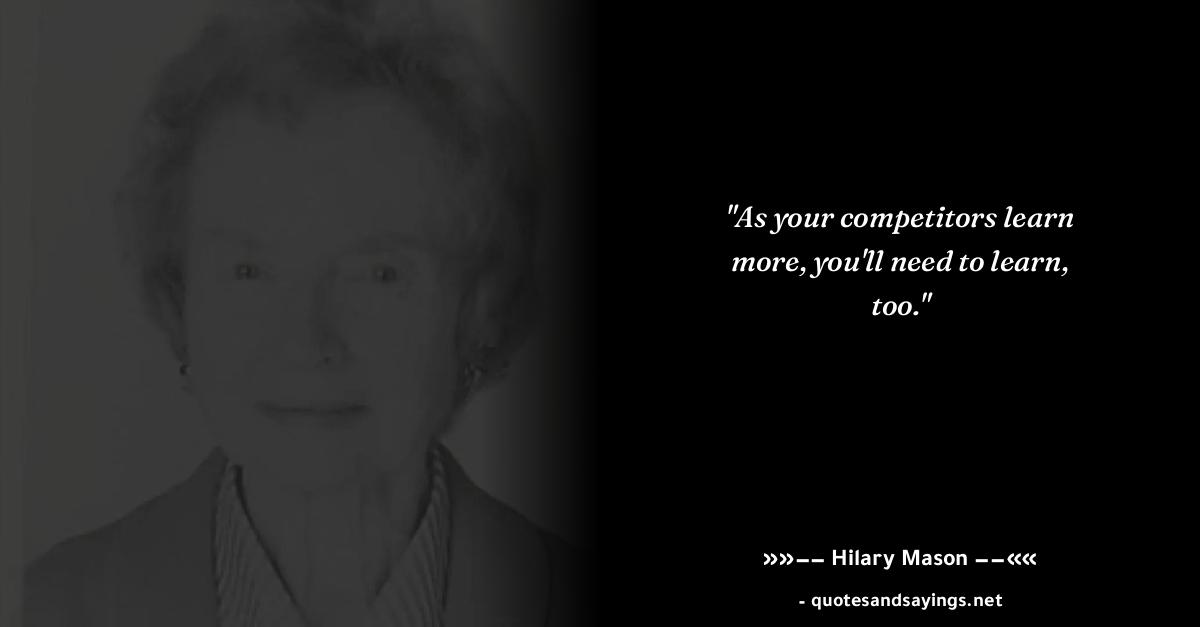 "As your competitors learn
more, you'll need to learn,
too."
»»–– Hilary Mason ––««
- quotesandsayings.net